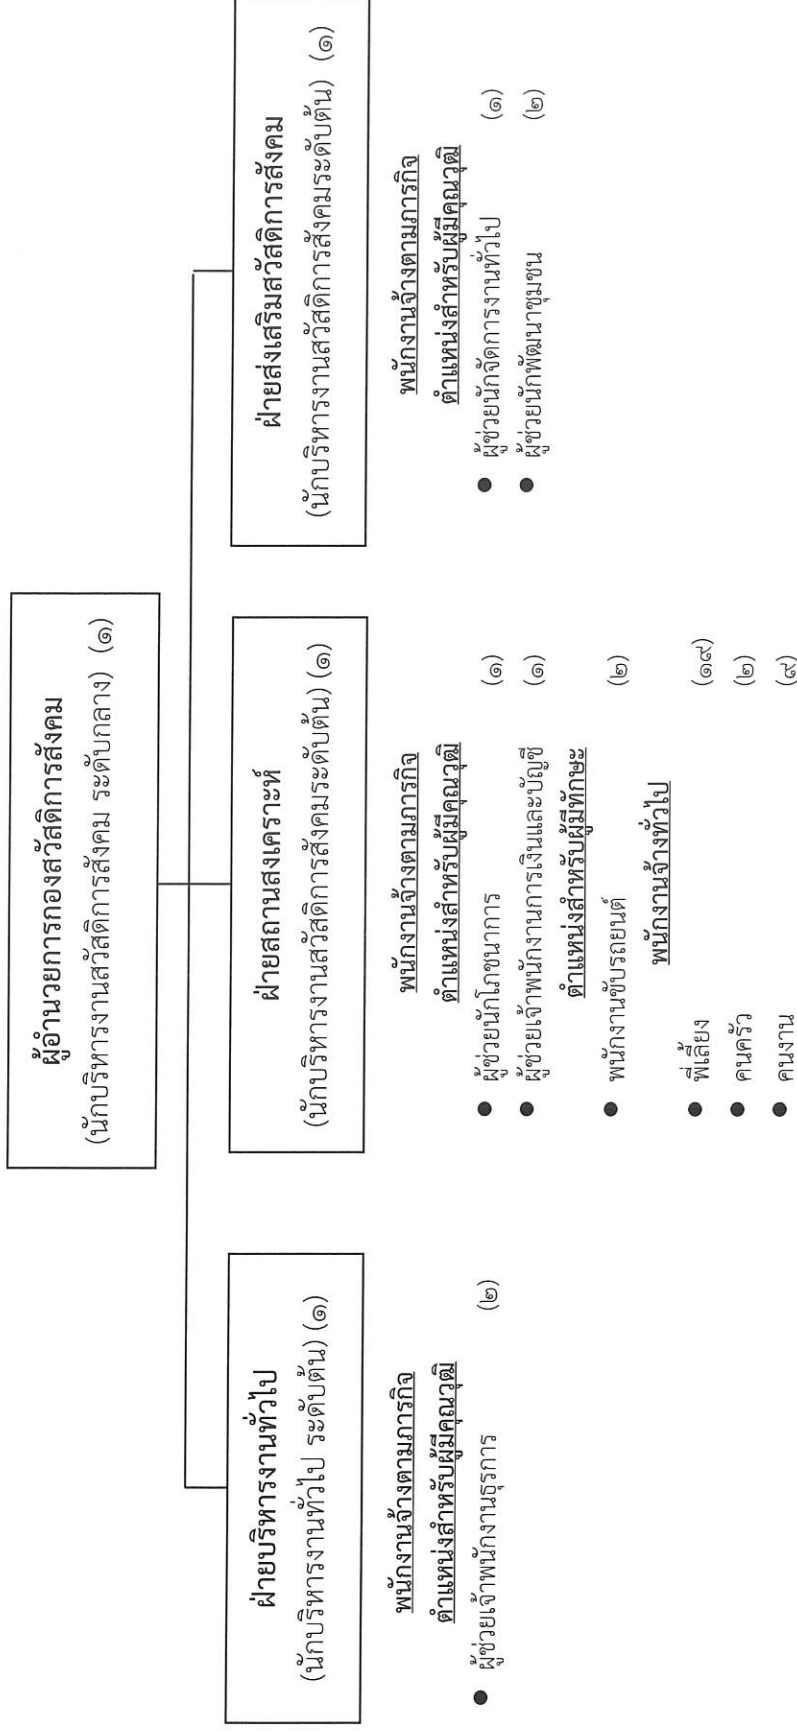 ผู้อำนวยการกองสวัสดิการสังคม
(นักบริหารงานสวัสดิการสังคม ระดับกลาง) (๑)
ฝ่ายบริหารงานทั่วไป
(นักบริหารงานทั่วไป ระดับต้น) (๑)
พนักงานจ้างตามภารกิจ
ตำแหน่งสำหรับผู้มีคุณวุฒิ
● ผู้ช่วยเจ้าพนักงานธุรการ (๒)
ฝ่ายสถานสงเคราะห์
(นักบริหารงานสวัสดิการสังคมระดับต้น) (๑)
พนักงานจ้างตามภารกิจ
ตำแหน่งสำหรับผู้มีคุณวุฒิ
● ผู้ช่วยนักโภชนาการ (๑)
● ผู้ช่วยเจ้าพนักงานการเงินและบัญชี (๑)
ตำแหน่งสำหรับผู้มีทักษะ
● พนักงานขับรถยนต์ (๒)
พนักงานจ้างทั่วไป
● พี่เลี้ยง (๑๙)
● คนครัว (๒)
● คนงาน (๙)
ฝ่ายส่งเสริมสวัสดิการสังคม
(นักบริหารงานสวัสดิการสังคมระดับต้น) (๑)
พนักงานจ้างตามภารกิจ
ตำแหน่งสำหรับผู้มีคุณวุฒิ
● ผู้ช่วยนักจัดการงานทั่วไป (๑)
● ผู้ช่วยนักพัฒนาชุมชน (๒)